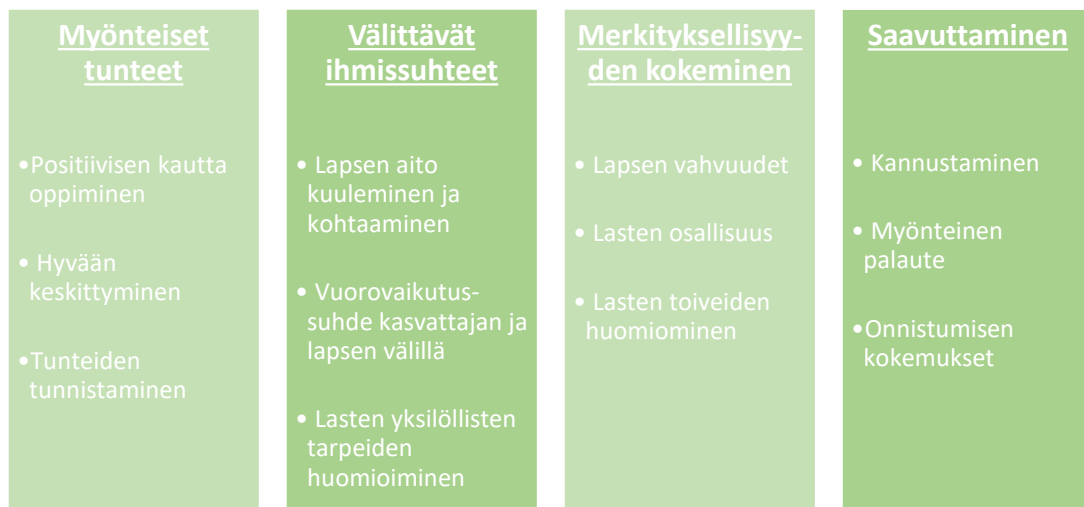 Myönteiset
tunteet
•Positiivisen kautta
oppiminen
• Hyvään
keskittyminen
•Tunteiden
tunnistaminen
Välittävät
ihmissuhteet
• Lapsen aito
kuuleminen ja
kohtaaminen
• Vuorovaikutus-
suhde kasvattajan ja
lapsen välillä
• Lasten yksilöllisten
tarpeiden
huomioiminen
Merkityksellisyy-
den kokeminen
• Lapsen vahvuudet
• Lasten osallisuus
• Lasten toiveiden
huomiominen
Saavuttaminen
• Kannustaminen
• Myönteinen
palaute
•Onnistumisen
kokemukset